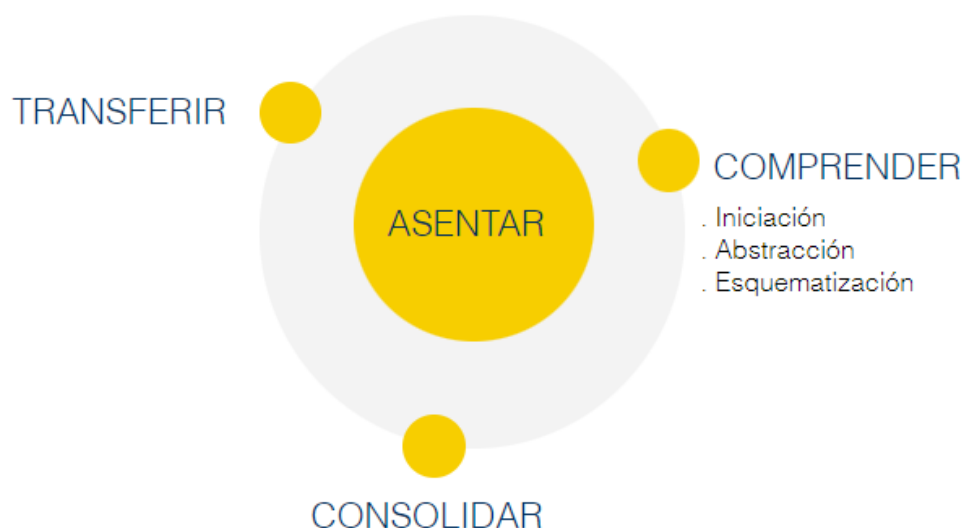 TRANSFERIR
COMPRENDER
. Iniciación
. Abstracción
. Esquematización
ASENTAR
CONSOLIDAR